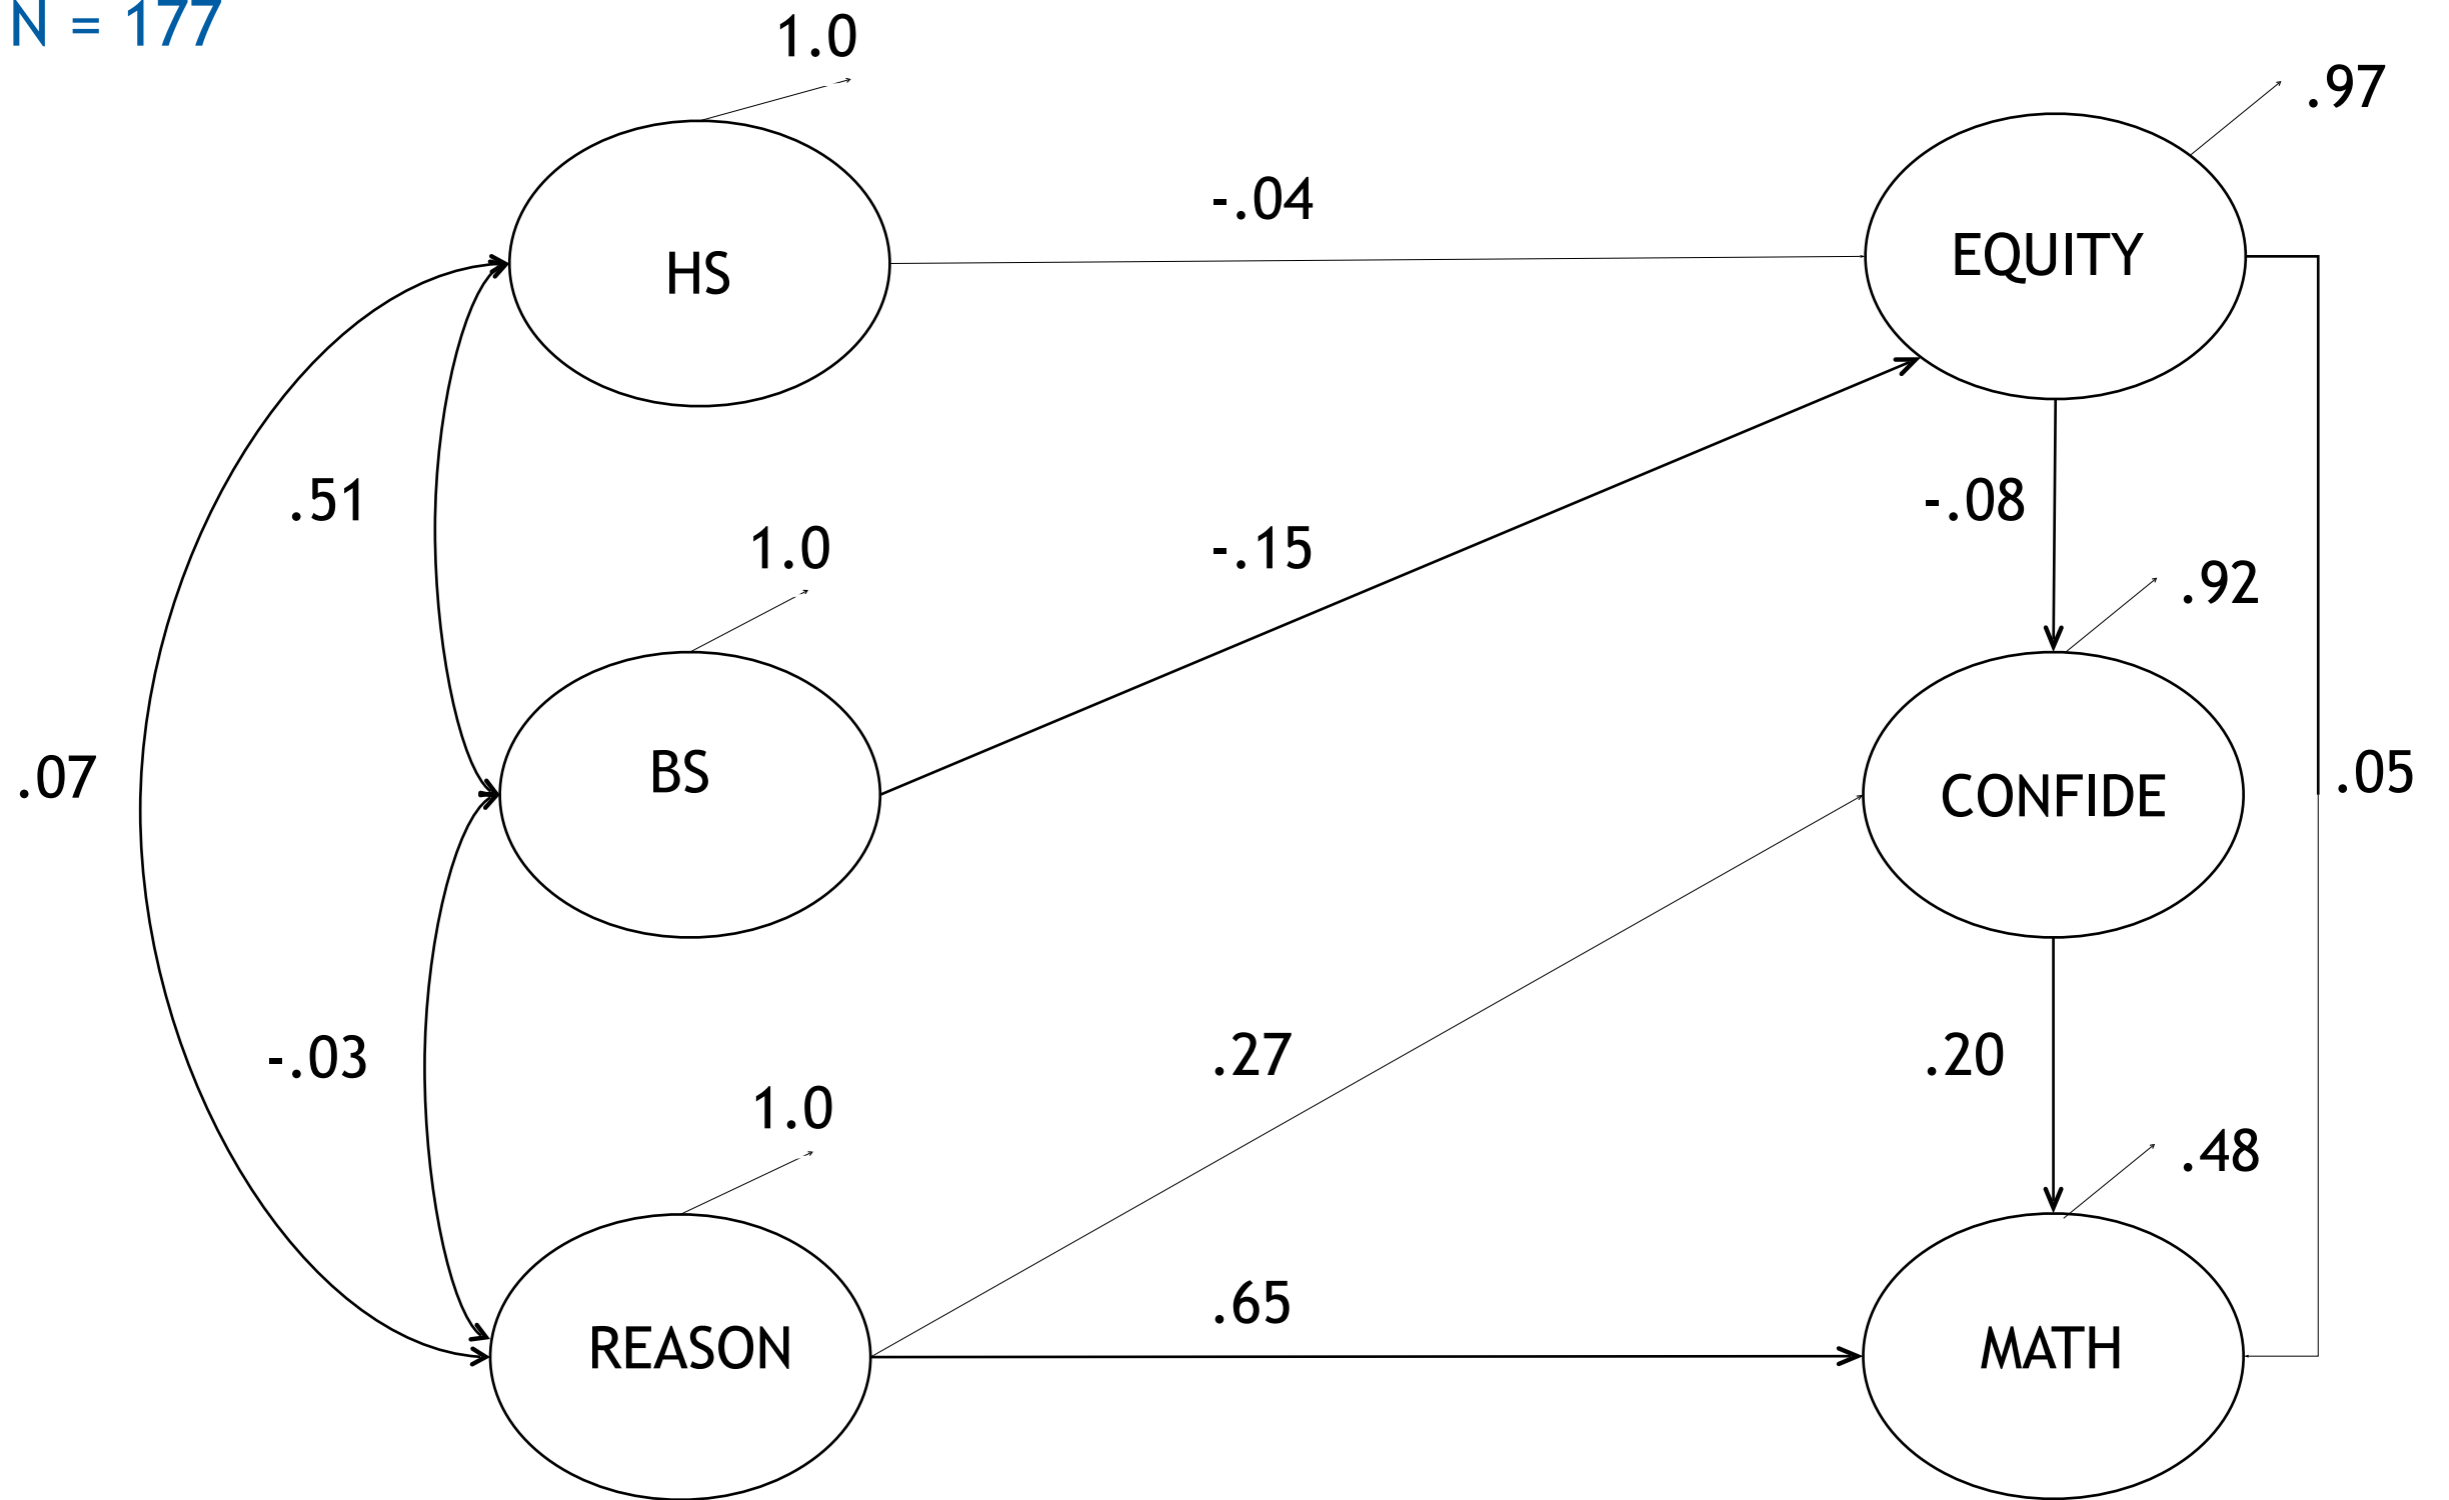 N = 177
1.0
.97
-.04
HS
EQUITY
.51
-.08
1.0
-.15
.92
.07
BS
CONFIDE
.05
-.03
.27
.20
1.0
.48
.65
REASON
MATH